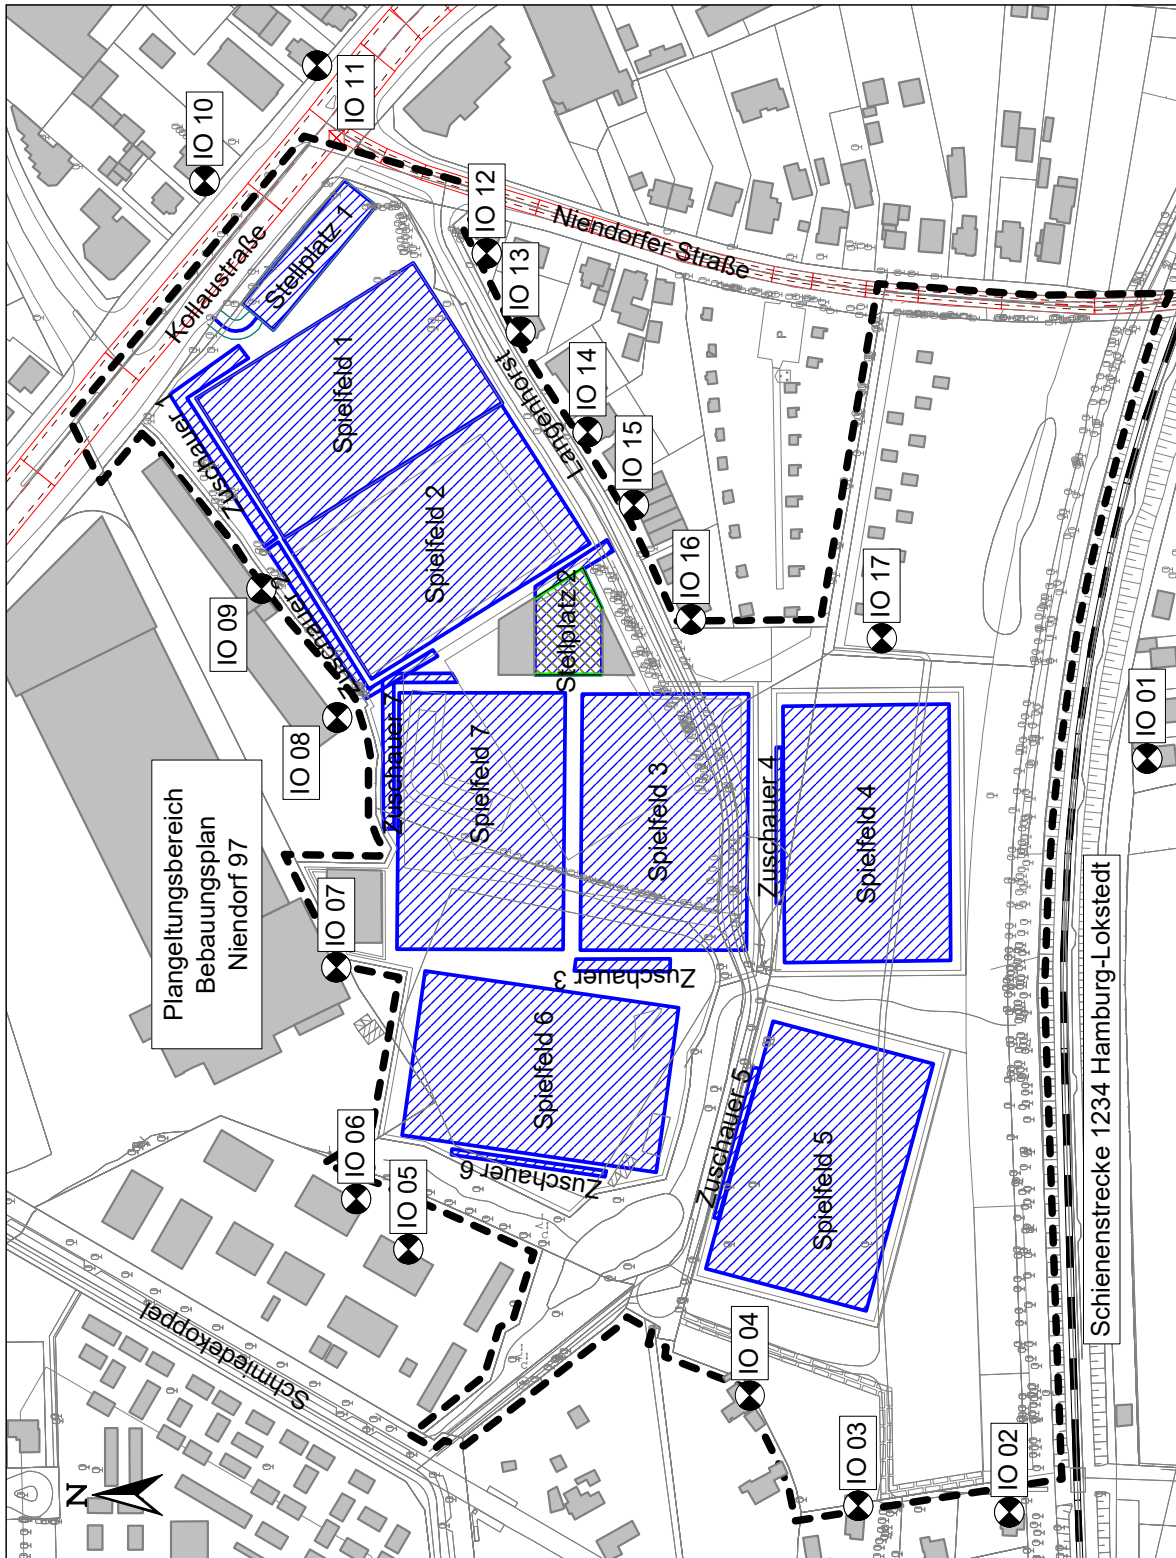 Plangeltungsbereich
Bebauungsplan
Niendorf 97
Schienenstrecke 1234 Hamburg-Lokstedt
N
Schmiedekoppel
Kollaustraße
Niendorfer Straße
Langenhorst
Stellplatz 1
Stellplatz 2
Spielfeld 1
Spielfeld 2
Spielfeld 3
Spielfeld 4
Spielfeld 5
Spielfeld 6
Spielfeld 7
Zuschauer 1
Zuschauer 2
Zuschauer 3
Zuschauer 4
Zuschauer 5
Zuschauer 6
Zuschauer 7
IO 01
IO 02
IO 03
IO 04
IO 05
IO 06
IO 07
IO 08
IO 09
IO 10
IO 11
IO 12
IO 13
IO 14
IO 15
IO 16
IO 17
P